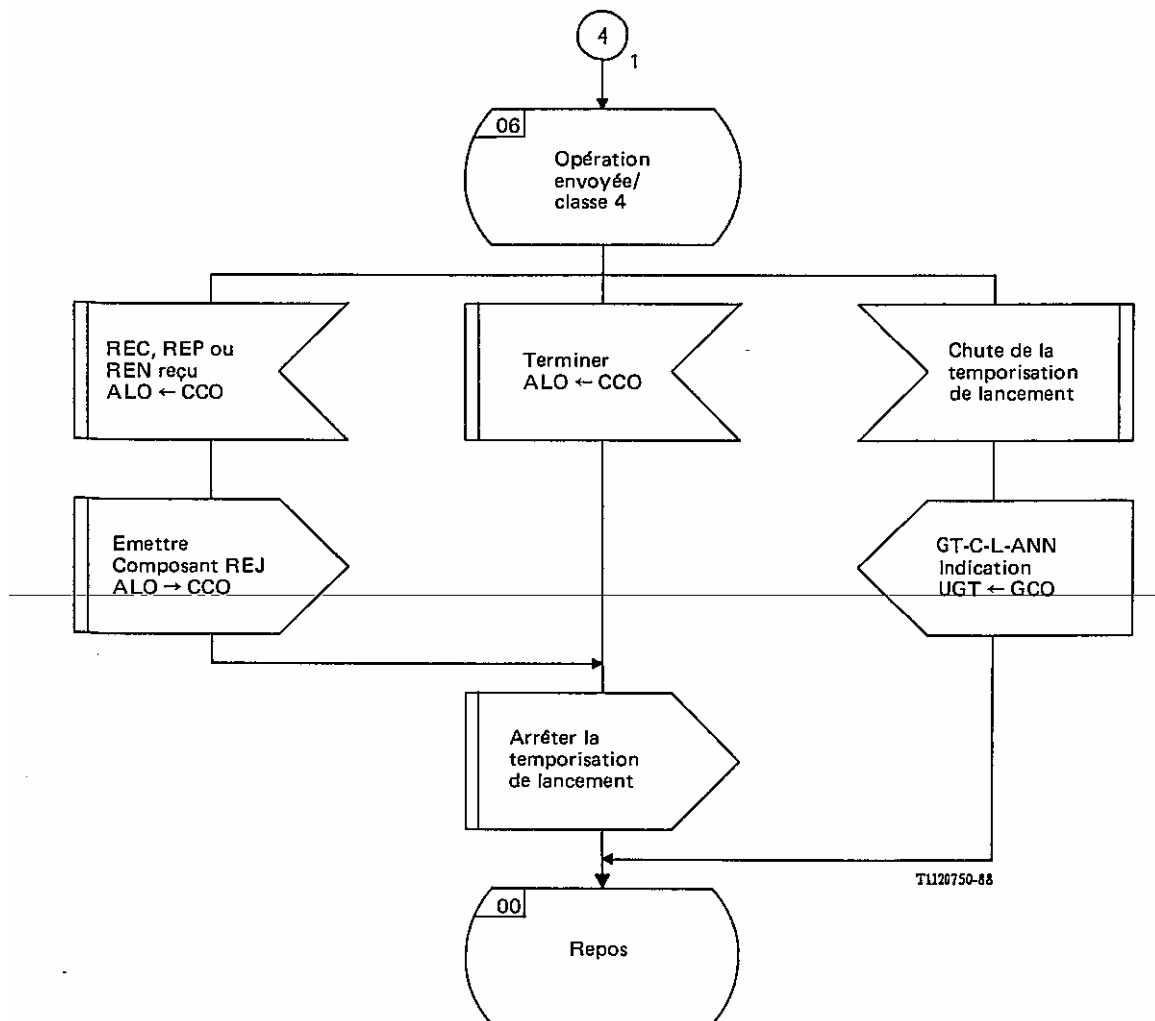 4
1
06
Opération
envoyée/
classe 4
REC, REP ou
REN reçu
ALO ← CCO
Terminer
ALO ← CCO
Chute de la
temporisation
de lancement
Emettre
Composant REJ
ALO → CCO
GT-C-L-ANN
Indication
UGT ← GCO
Arrêter la
temporisation
de lancement
T1120750-88
00
Repos